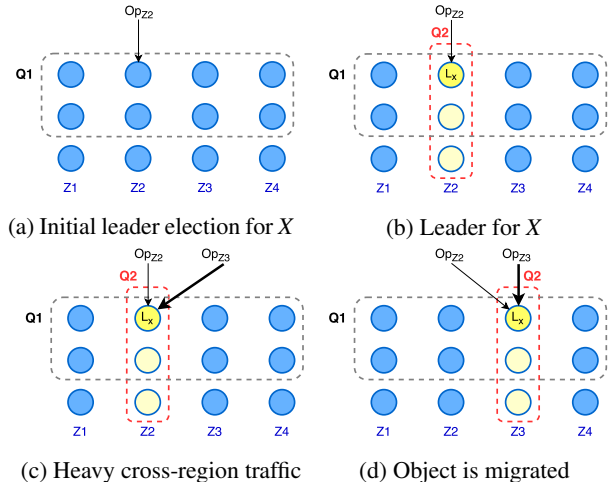 Op_Z2
Q1
Z1 Z2 Z3 Z4
(a) Initial leader election for X
Op_Z2
Q2
Q1
L_x
Z1 Z2 Z3 Z4
(b) Leader for X
Op_Z2 Op_Z3
Q2
Q1
L_x
Z1 Z2 Z3 Z4
(c) Heavy cross-region traffic
Op_Z2 Op_Z3
Q2
Q1
L_x
Z1 Z2 Z3 Z4
(d) Object is migrated